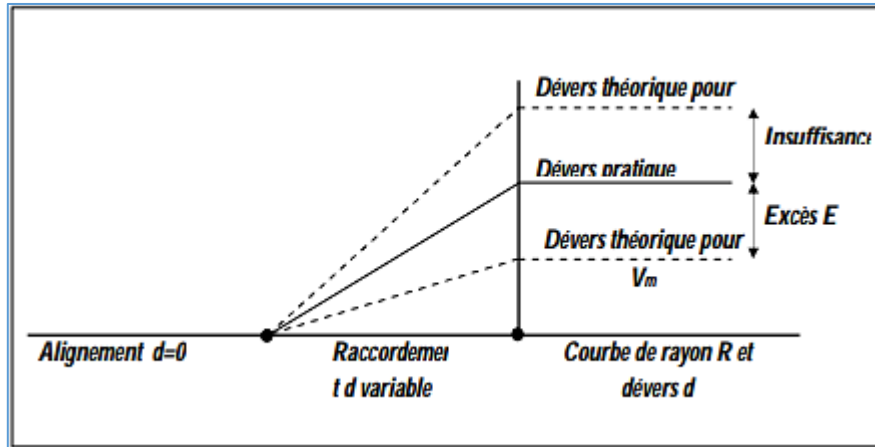 Dévers théorique pour
Insuffisance
Dévers pratique
Excès E
Dévers théorique pour
Vm
Alignement d=0
Raccordemer
t d variable
Courbe de rayon R et
dévers d